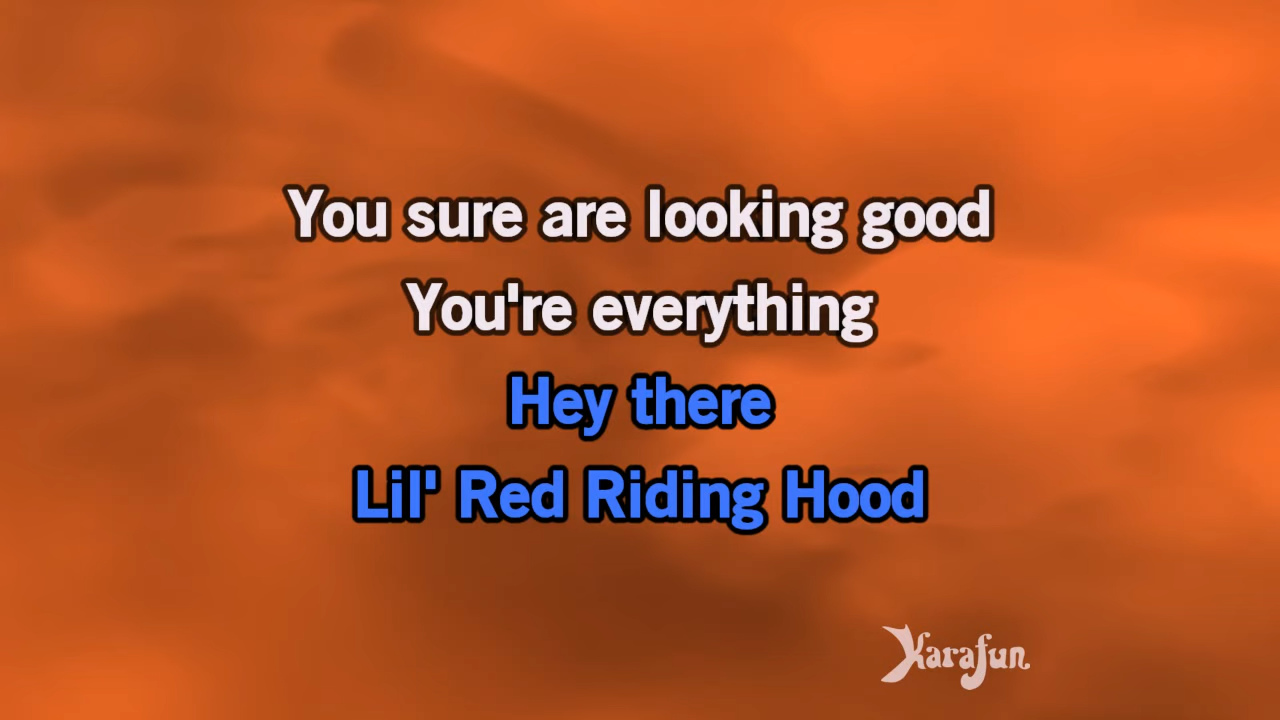 You sure are looking good
You're everything
Hey there
Lil' Red Riding Hood
Karafun